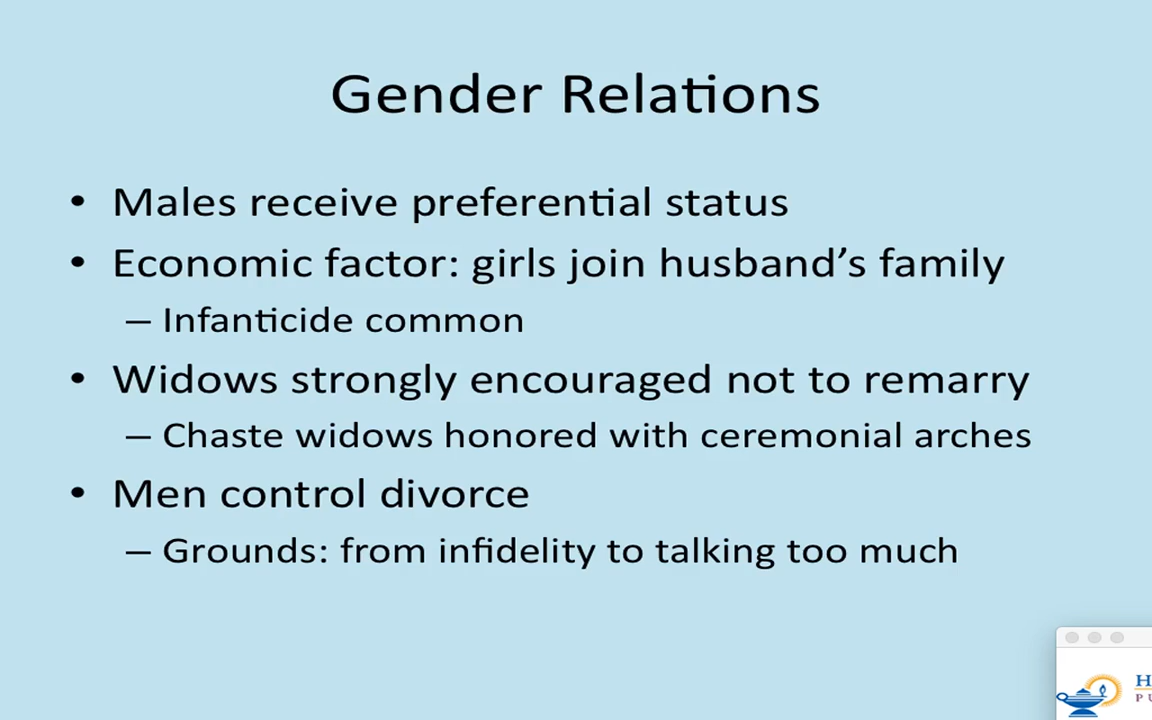 Gender Relations
• Males receive preferential status
• Economic factor: girls join husband’s family
– Infanticide common
• Widows strongly encouraged not to remarry
– Chaste widows honored with ceremonial arches
• Men control divorce
– Grounds: from infidelity to talking too much